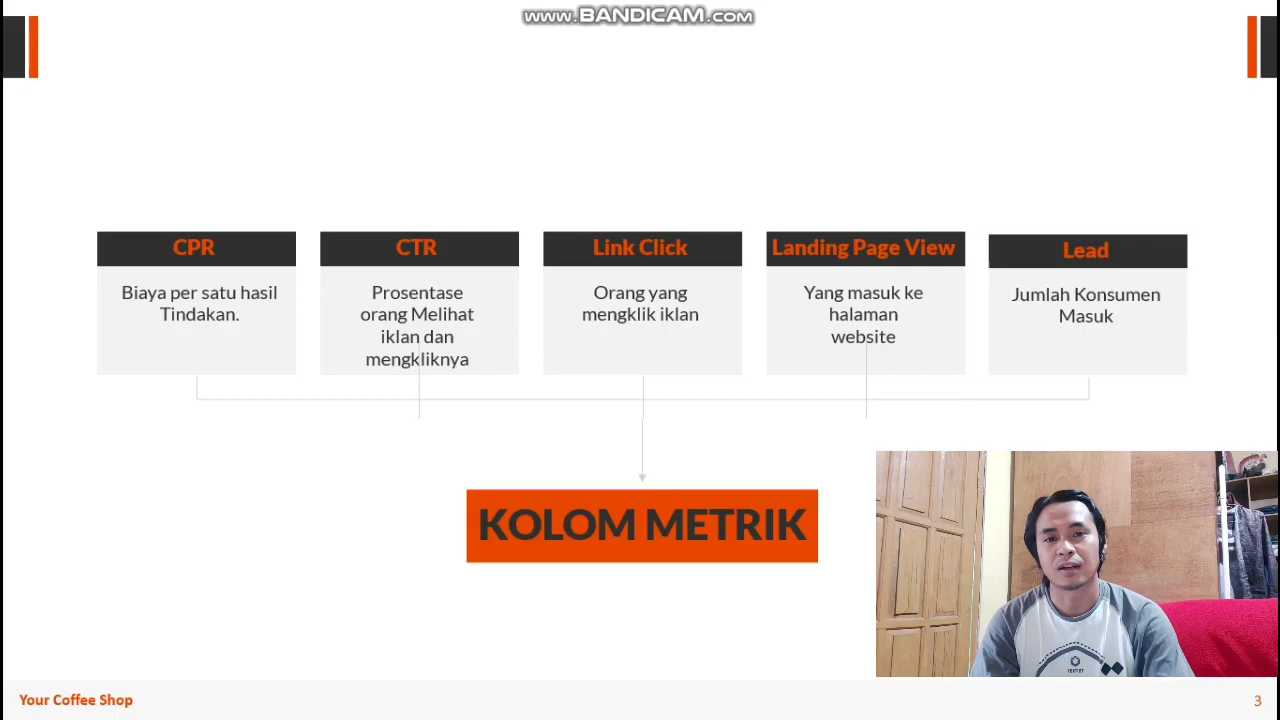 WWW.BANDICAM.COM
CPR
Biaya per satu hasil
Tindakan.
CTR
Prosentase
orang Melihat
iklan dan
mengkliknya
Link Click
Orang yang
mengklik iklan
Landing Page View
Yang masuk ke
halaman
website
Lead
Jumlah Konsumen
Masuk
KOLOM METRIK
Your Coffee Shop
3